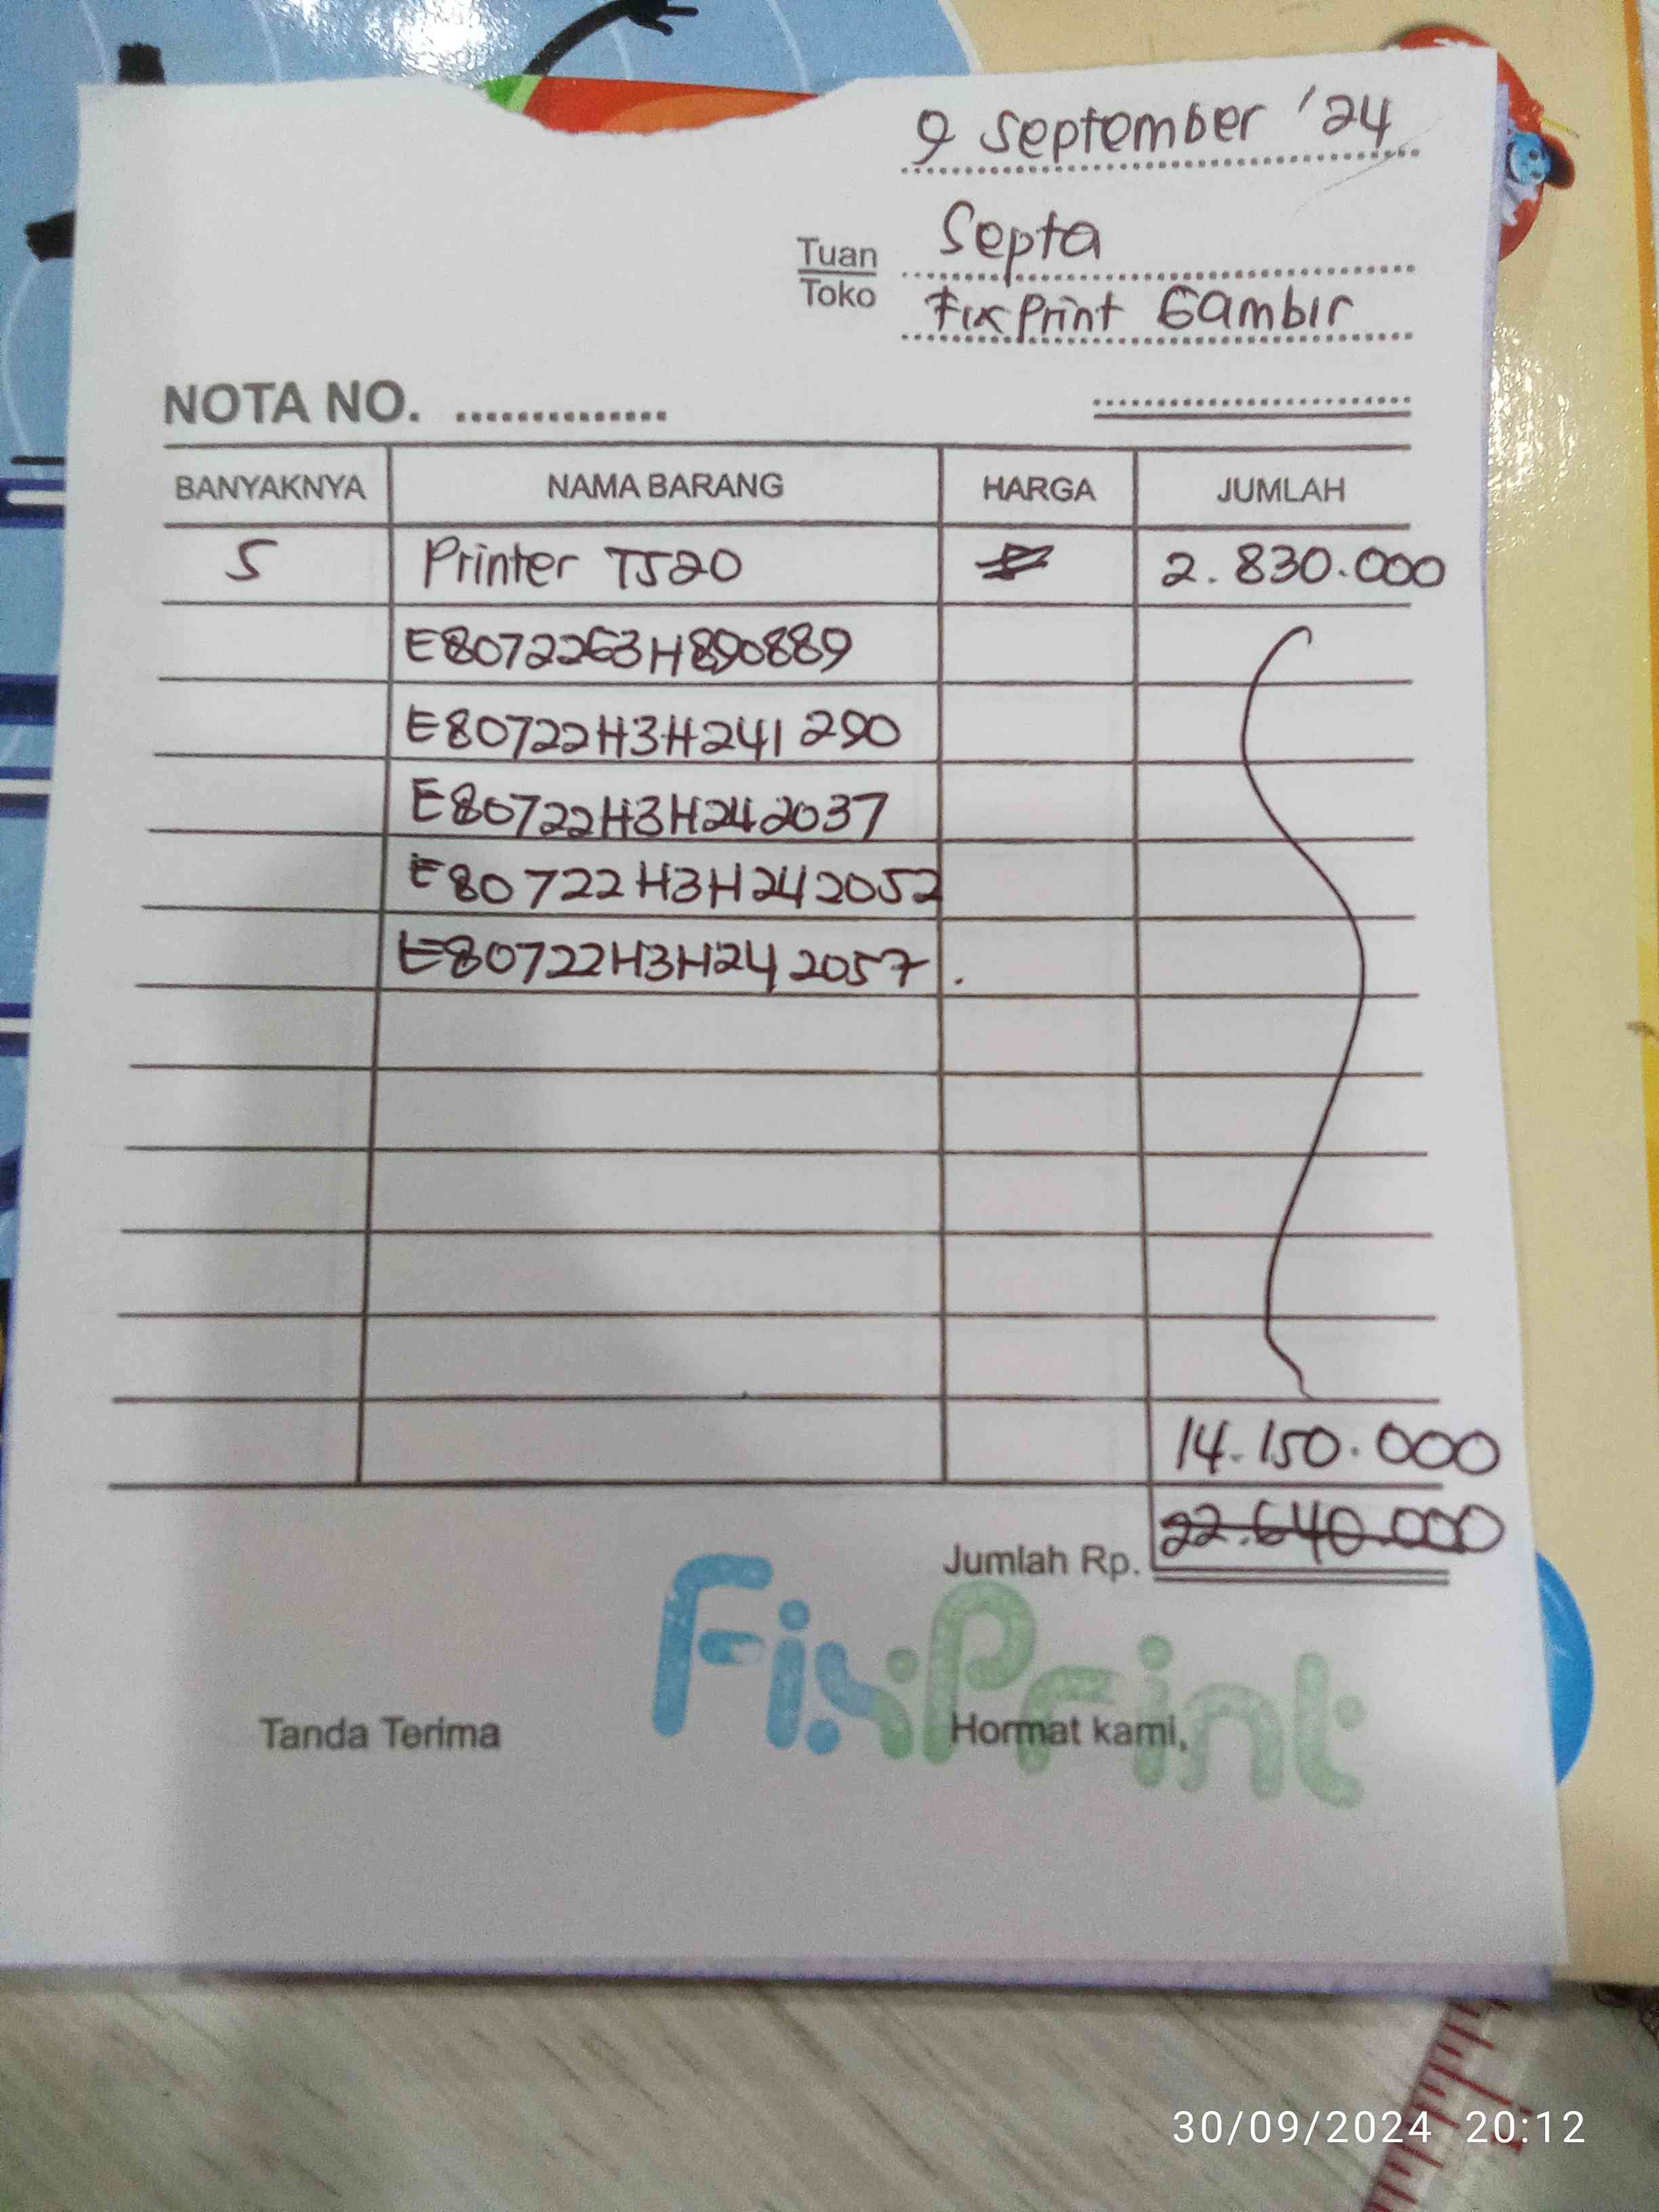 9 September '24
Tuan Septa
Toko FixPrint Gambir
NOTA NO. ..............
BANYAKNYA NAMA BARANG HARGA JUMLAH
5 Printer TJ20 2.830.000
E8072263H890889
E80722H3H241290
E80722H3H242037
E80722H3H242052
E80722H3H242057.
14.150.000
Jumlah Rp. 22.640.000
FixPrint
Tanda Terima Hormat kami,
30/09/2024 20:12